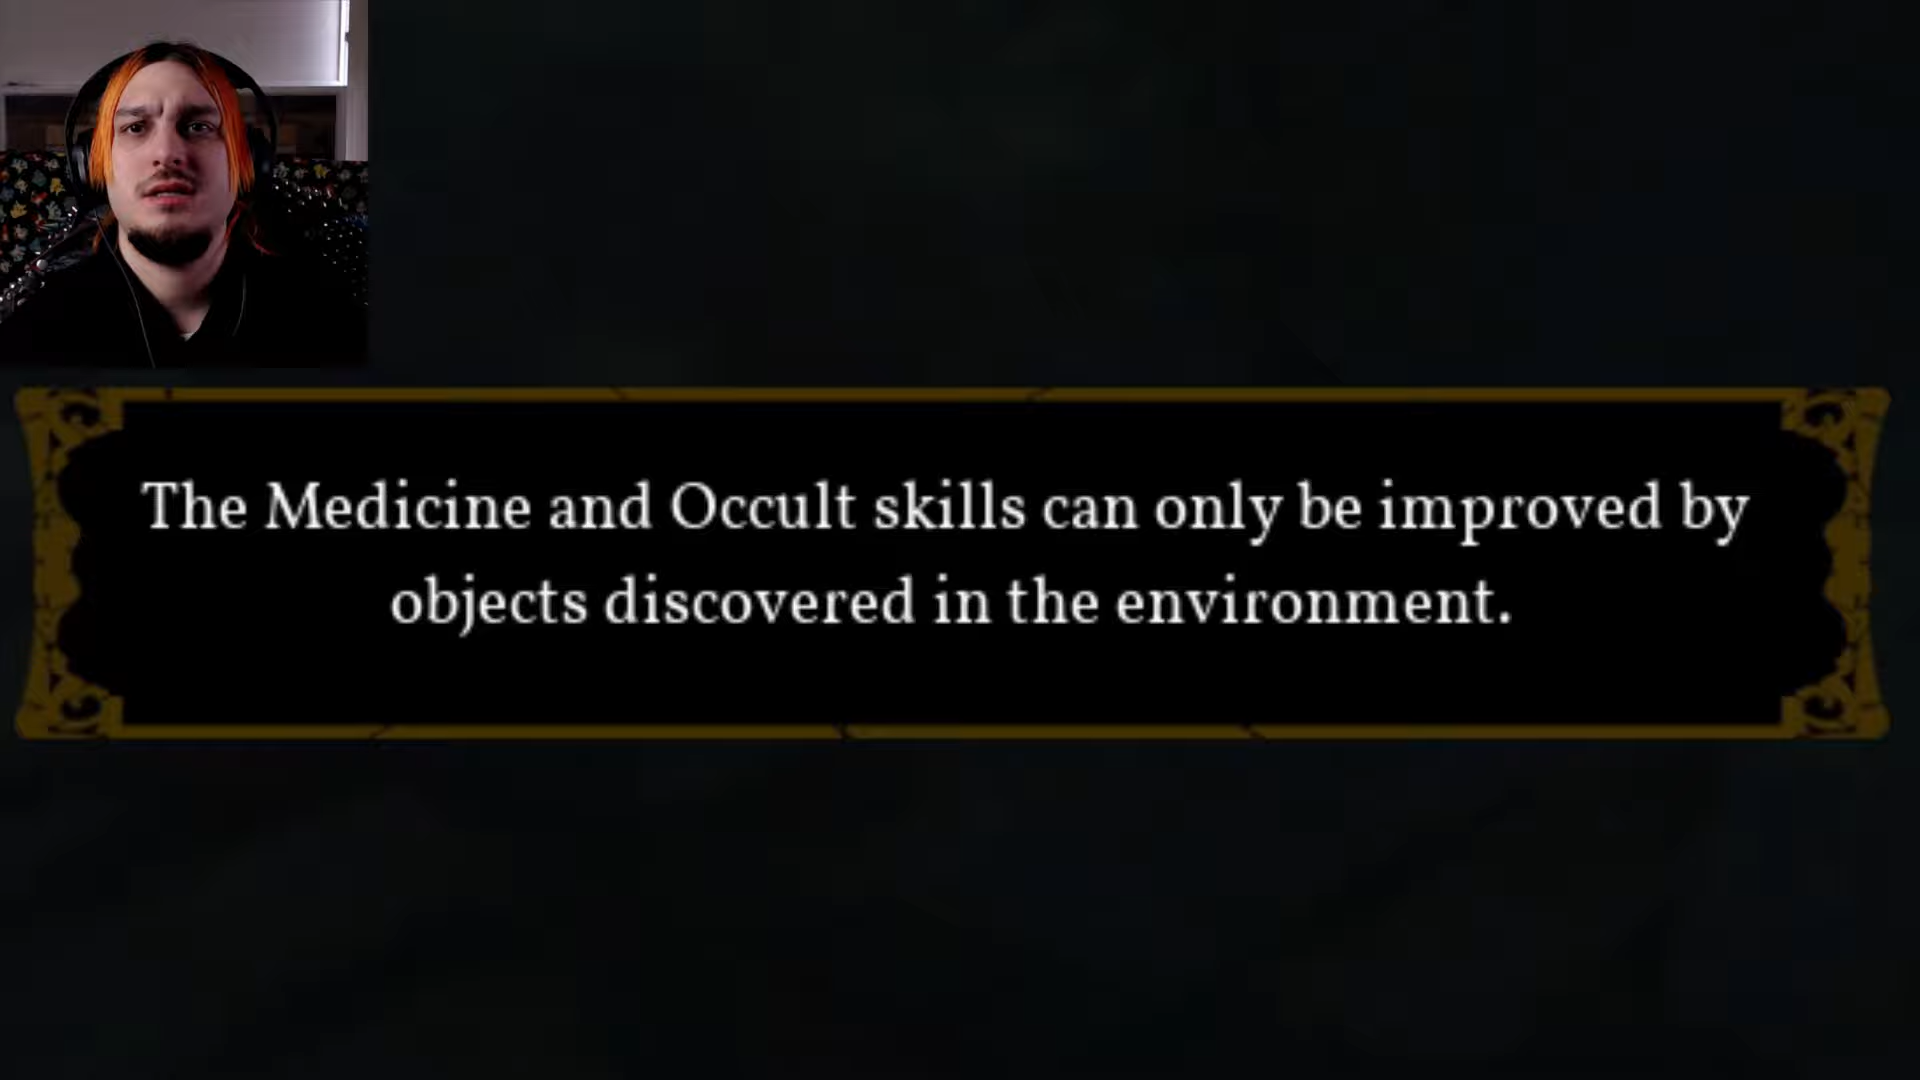 The Medicine and Occult skills can only be improved by
objects discovered in the environment.